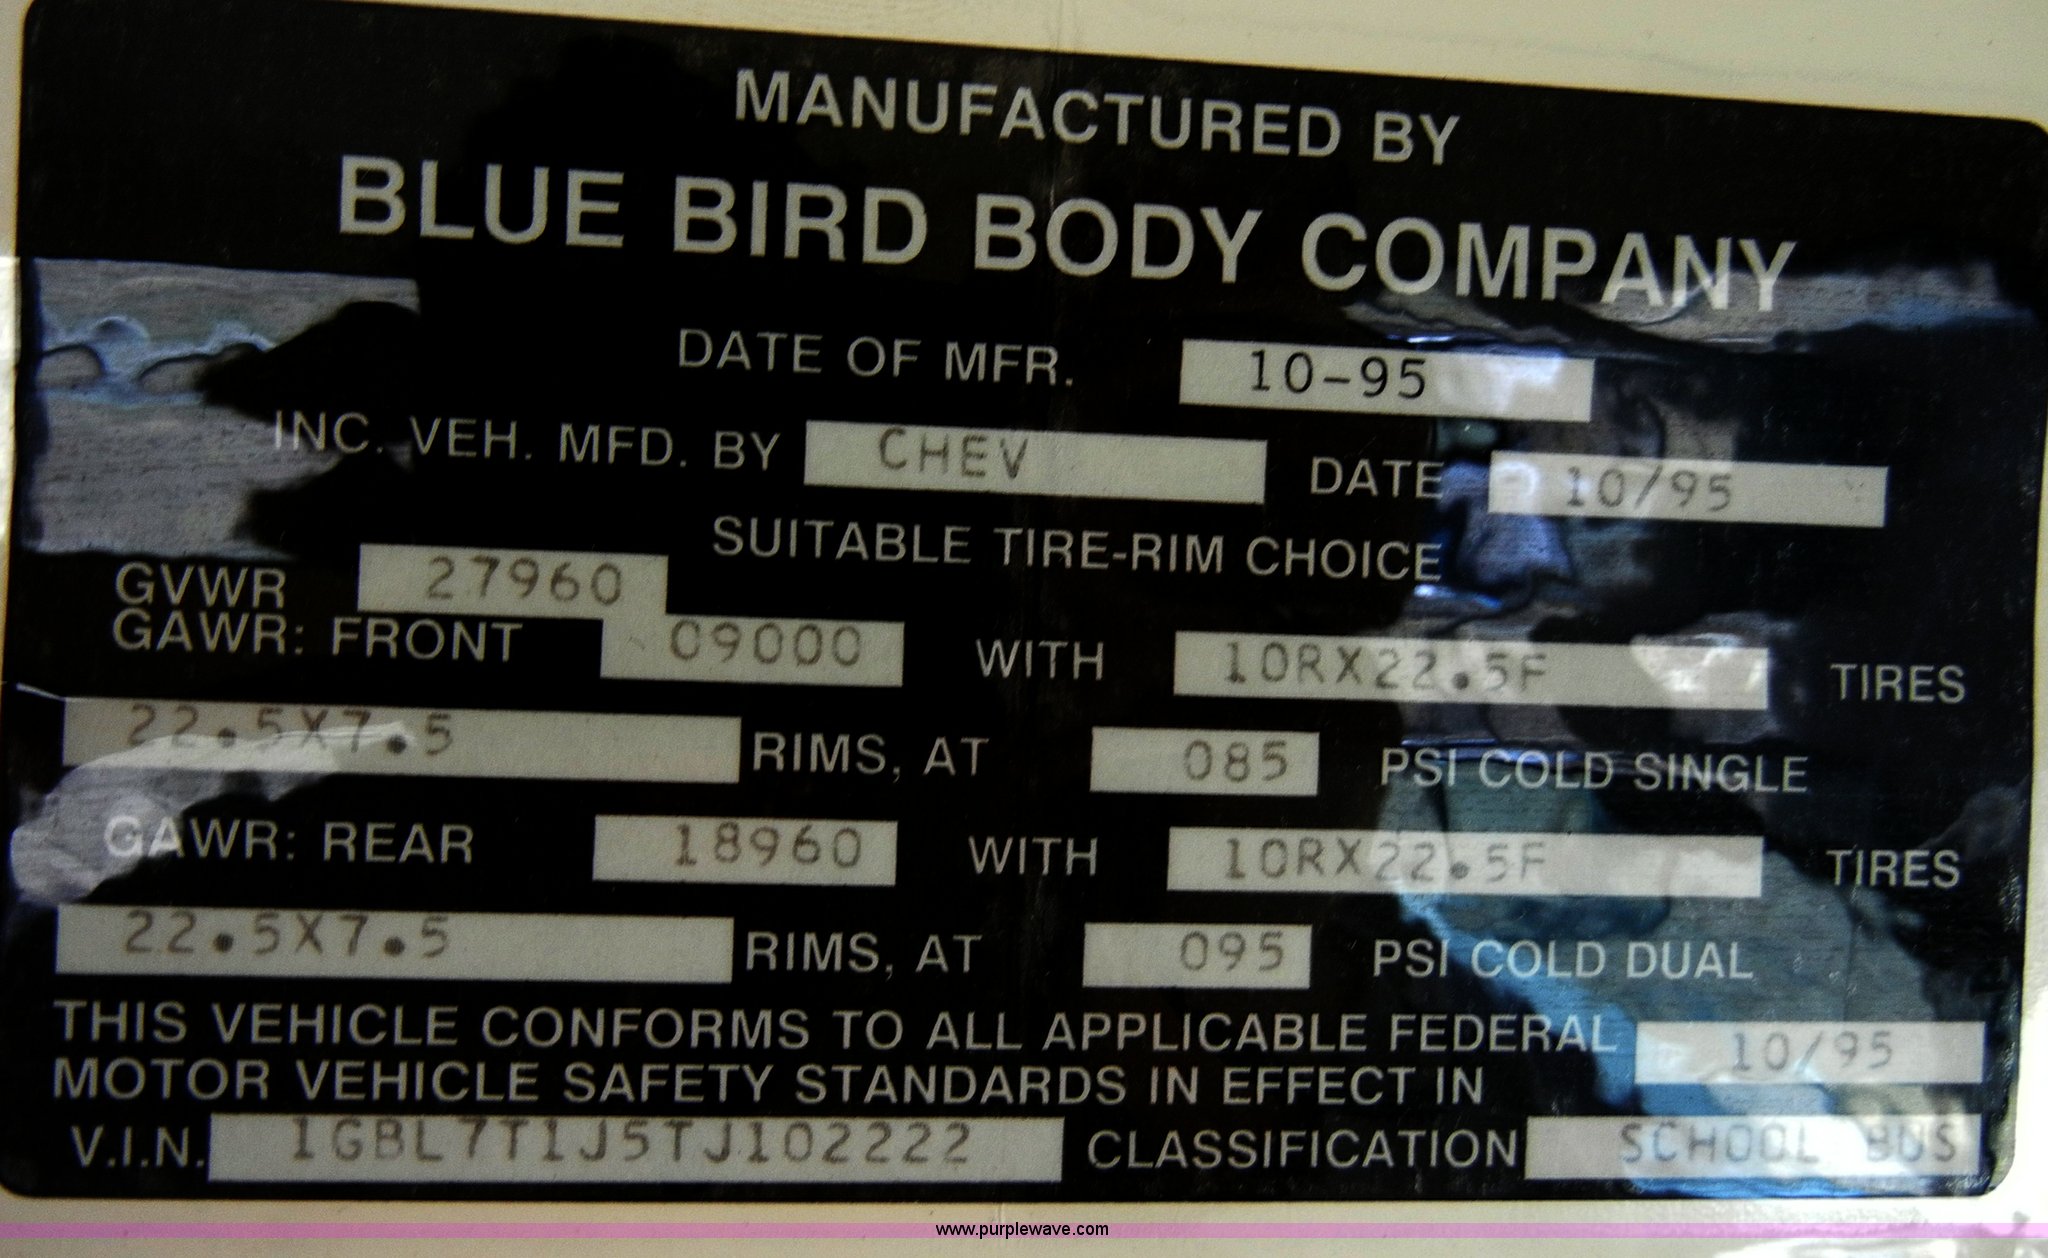 MANUFACTURED BY
BLUE BIRD BODY COMPANY
DATE OF MFR. 10-95
INC. VEH. MFD. BY CHEV DATE 10/95
SUITABLE TIRE-RIM CHOICE
GVWR 27960
GAWR: FRONT 09000 WITH 10RX22.5F TIRES
22.5X7.5 RIMS, AT 085 PSI COLD SINGLE
GAWR: REAR 18960 WITH 10RX22.5F TIRES
22.5X7.5 RIMS, AT 095 PSI COLD DUAL
THIS VEHICLE CONFORMS TO ALL APPLICABLE FEDERAL
MOTOR VEHICLE SAFETY STANDARDS IN EFFECT IN 10/95
V.I.N. 1GBL7T1J5TJ102222 CLASSIFICATION SCHOOL BUS
www.purplewave.com